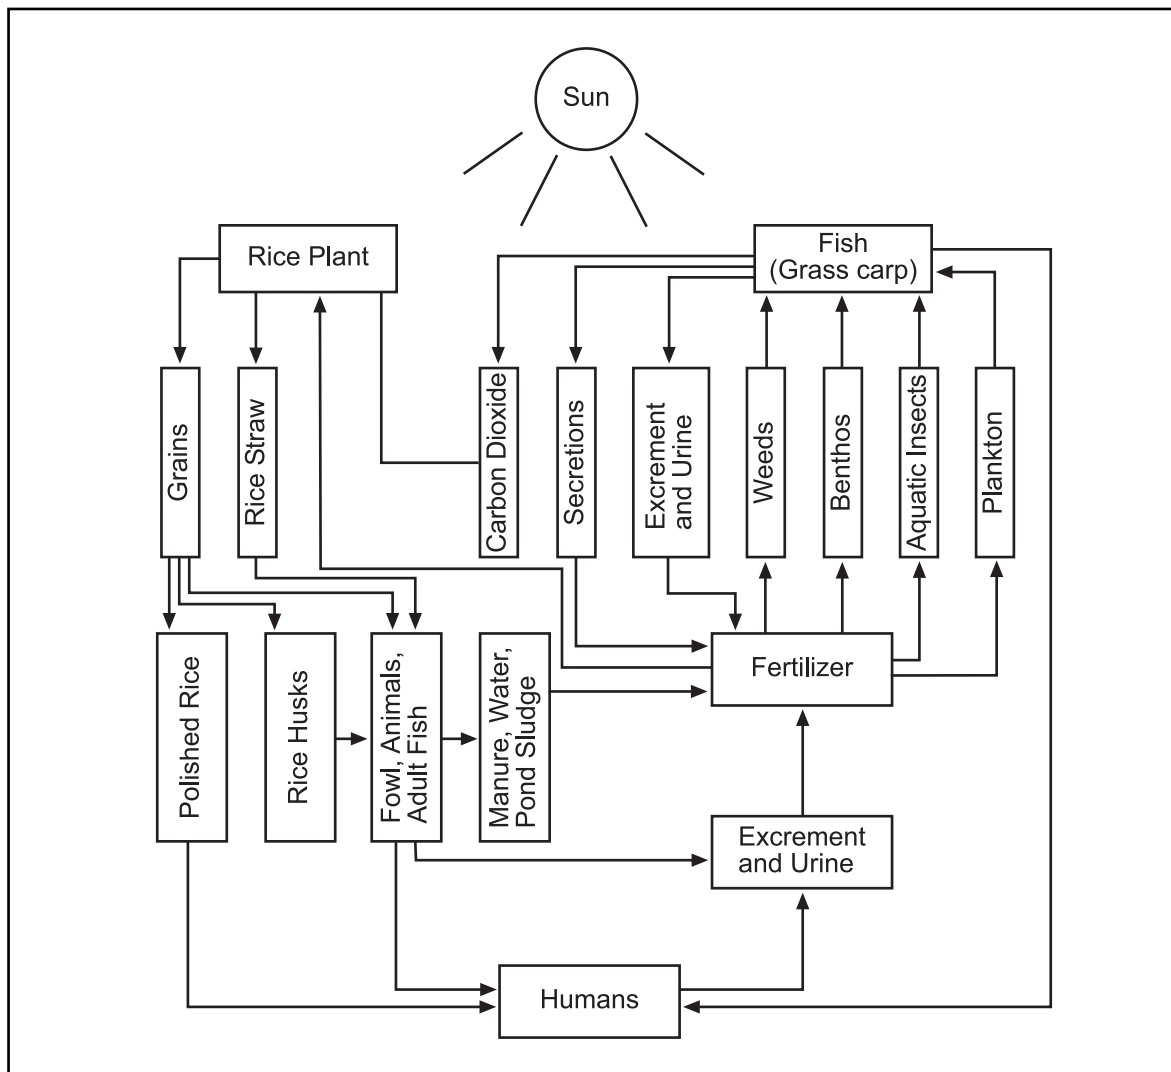 Sun
Rice Plant
Fish
(Grass carp)
Grains
Rice Straw
Carbon Dioxide
Secretions
Excrement
and Urine
Weeds
Benthos
Aquatic Insects
Plankton
Polished Rice
Rice Husks
Fowl, Animals,
Adult Fish
Manure, Water,
Pond Sludge
Fertilizer
Excrement
and Urine
Humans